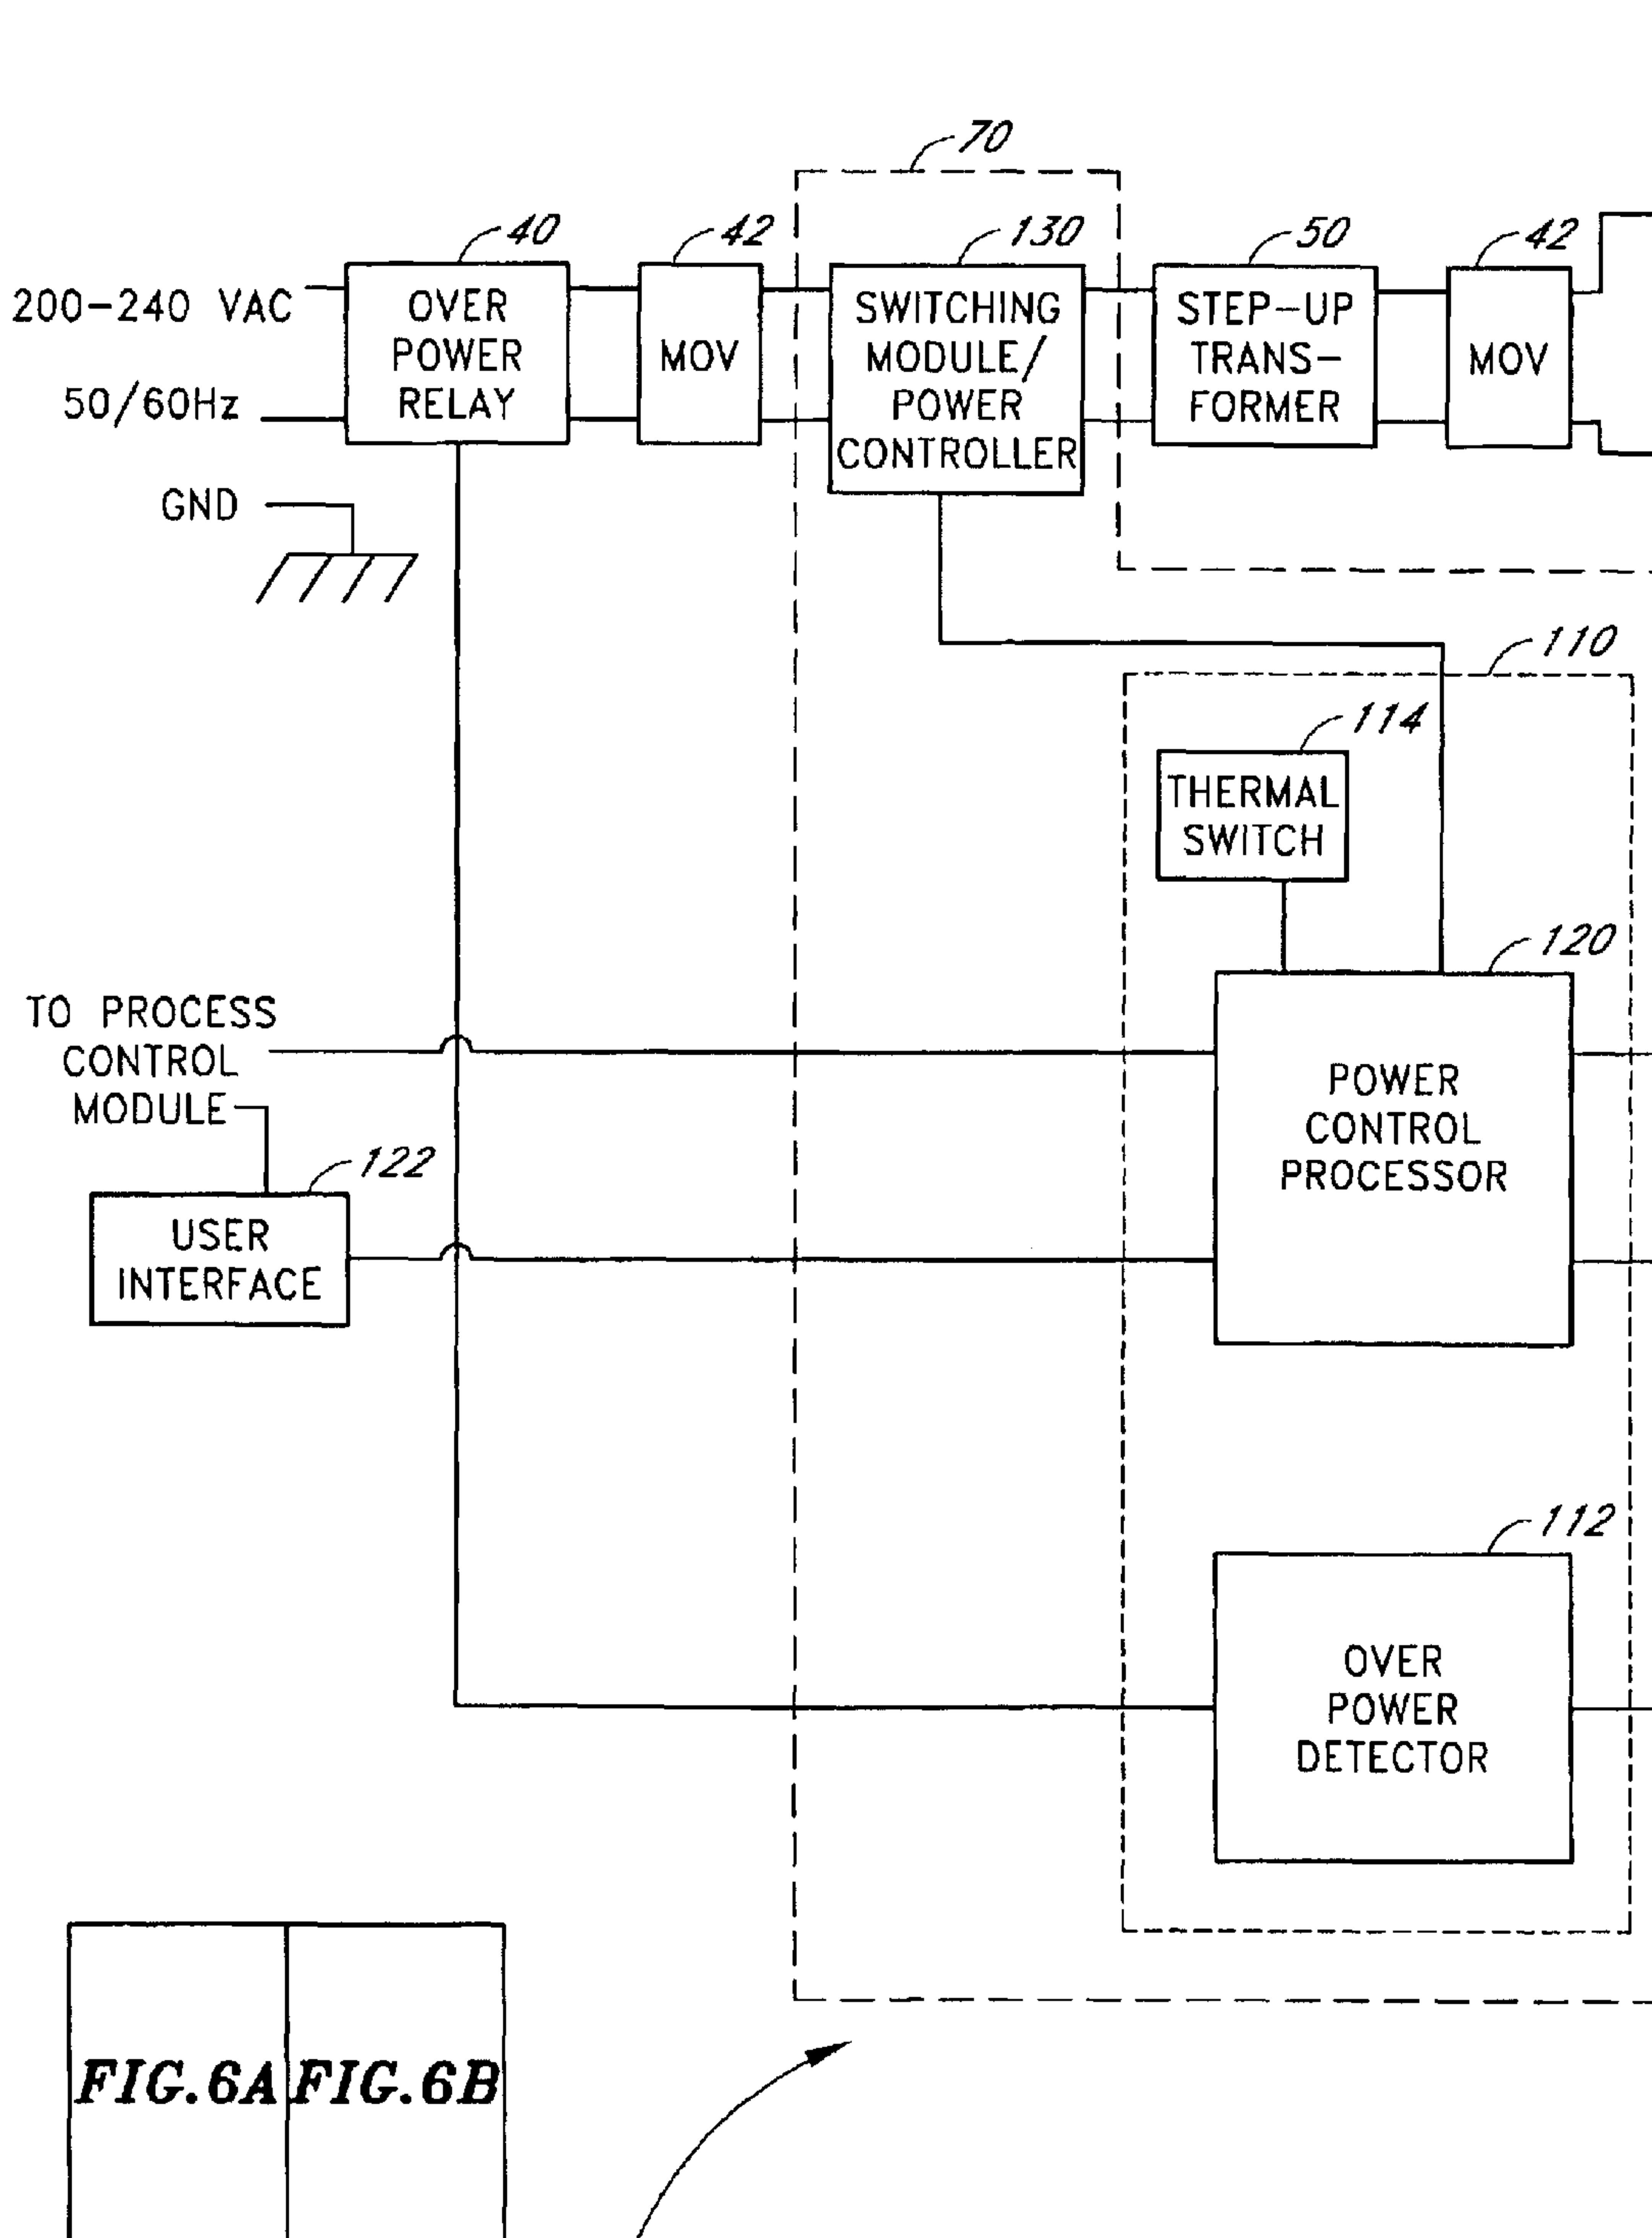 70
40
42
130
50
42
200-240 VAC
50/60Hz
OVER
POWER
RELAY
MOV
SWITCHING
MODULE/
POWER
CONTROLLER
STEP-UP
TRANS-
FORMER
MOV
GND
110
114
THERMAL
SWITCH
120
TO PROCESS
CONTROL
MODULE
POWER
CONTROL
PROCESSOR
122
USER
INTERFACE
112
OVER
POWER
DETECTOR
FIG.6A
FIG.6B